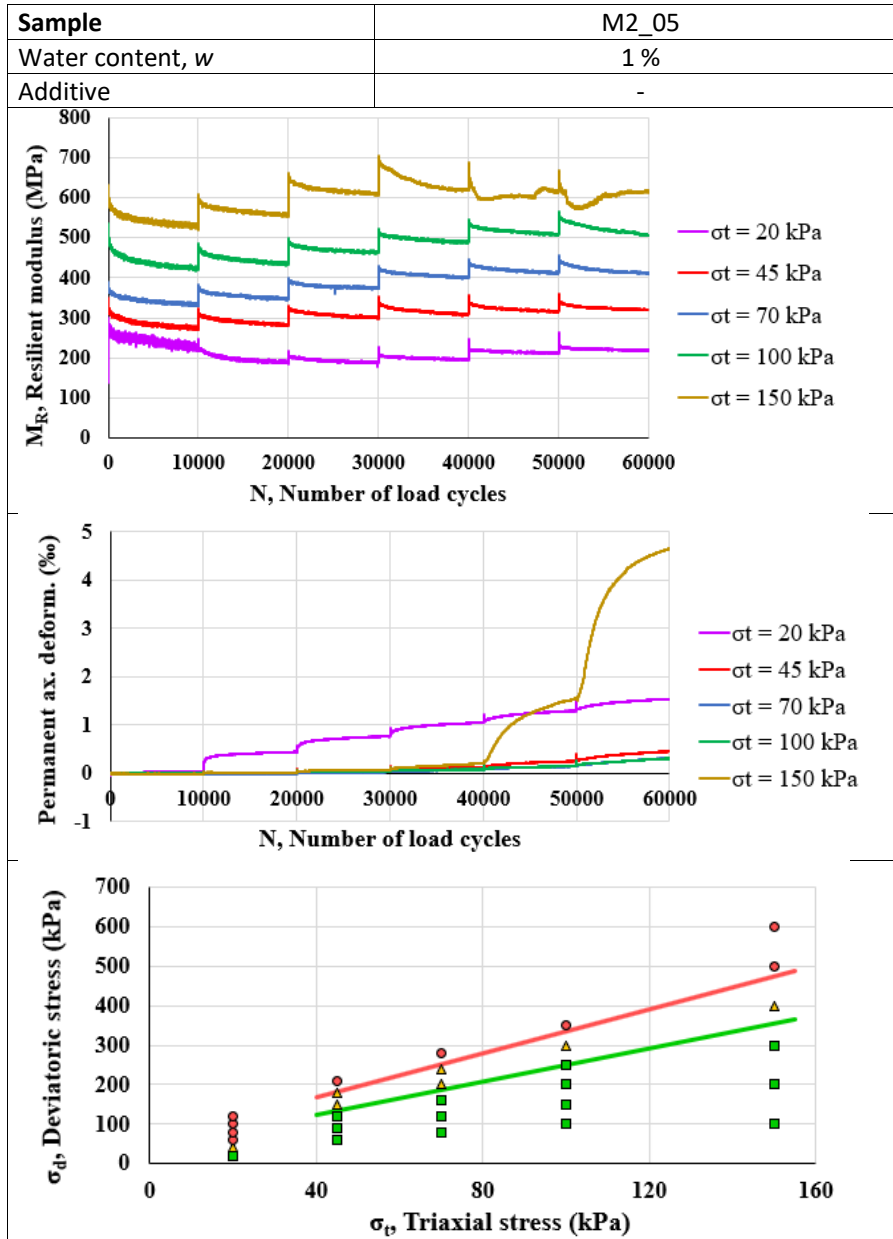 Sample M2_05
Water content, w 1 %
Additive -
800
700
600
500
400
300
200
100
0
M_R, Resilient modulus (MPa)
0 10000 20000 30000 40000 50000 60000
N, Number of load cycles
σt = 20 kPa
σt = 45 kPa
σt = 70 kPa
σt = 100 kPa
σt = 150 kPa
5
4
3
2
1
0
-1
Permanent ax. deform. (‰)
0 10000 20000 30000 40000 50000 60000
N, Number of load cycles
σt = 20 kPa
σt = 45 kPa
σt = 70 kPa
σt = 100 kPa
σt = 150 kPa
700
600
500
400
300
200
100
0
σ_d, Deviatoric stress (kPa)
0 40 80 120 160
σ_t, Triaxial stress (kPa)